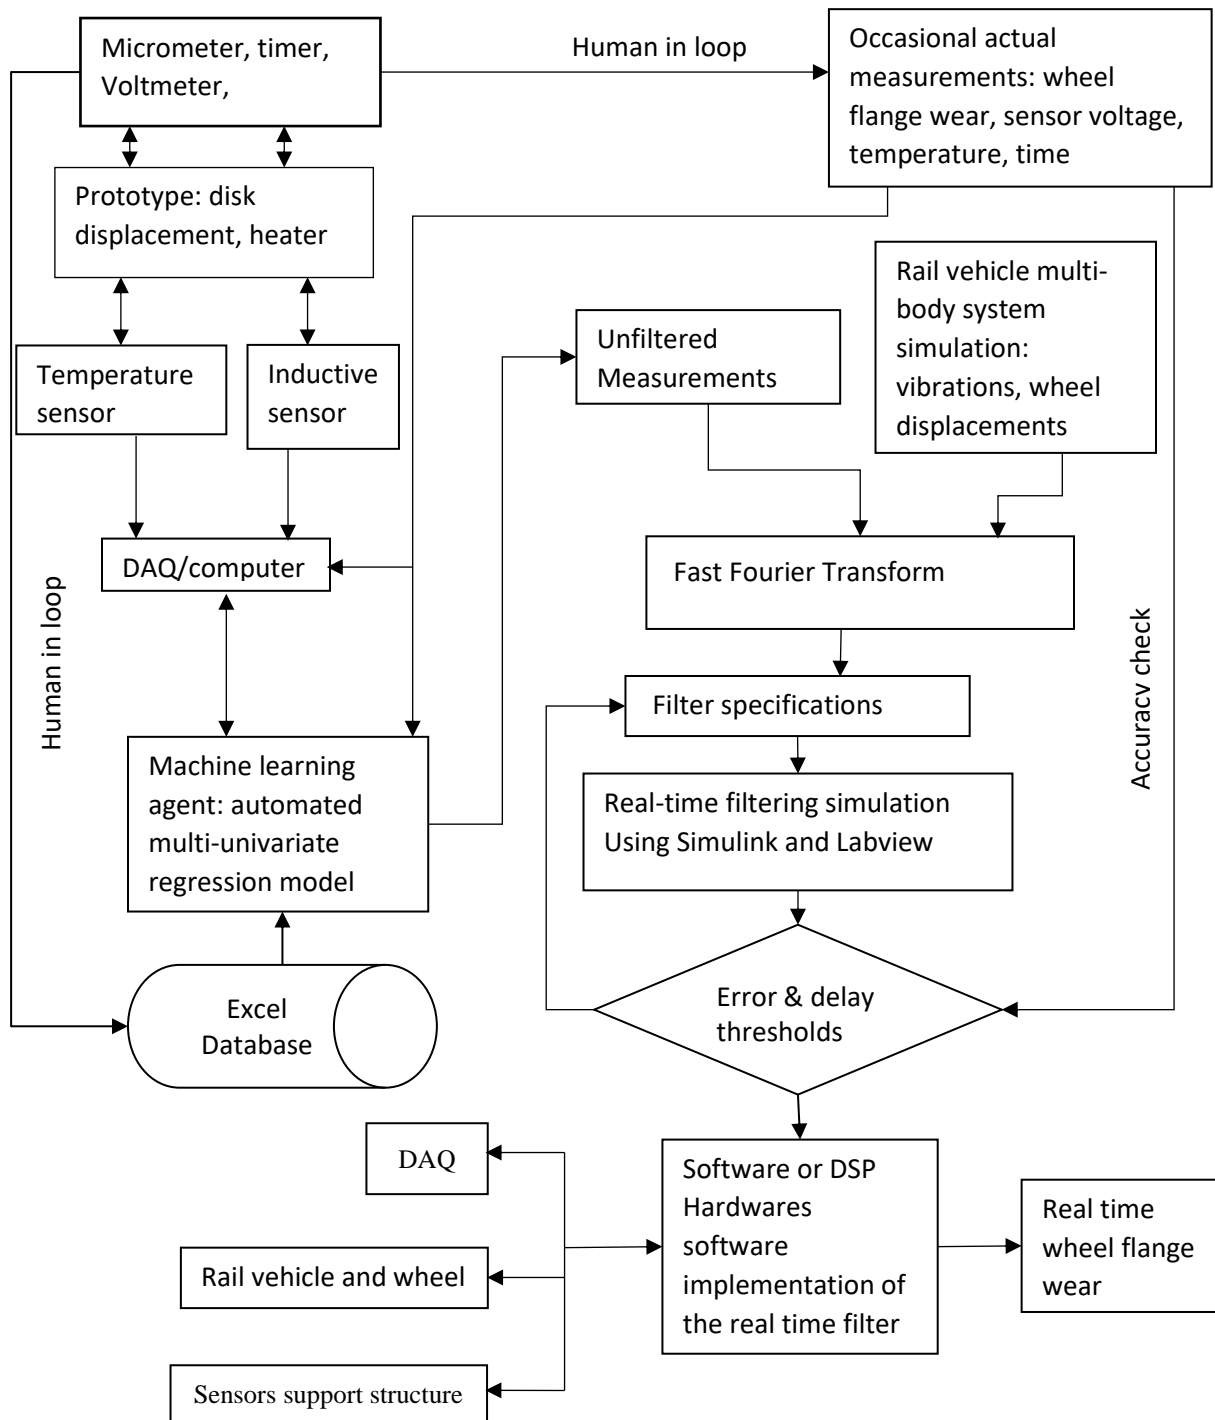 Micrometer, timer,
Voltmeter,
Human in loop
Occasional actual
measurements: wheel
flange wear, sensor voltage,
temperature, time
Prototype: disk
displacement, heater
Rail vehicle multi-
body system
simulation:
vibrations, wheel
displacements
Unfiltered
Measurements
Temperature
sensor
Inductive
sensor
DAQ/computer
Fast Fourier Transform
Human in loop
Accuracy check
Filter specifications
Machine learning
agent: automated
multi-univariate
regression model
Real-time filtering simulation
Using Simulink and Labview
Excel
Database
Error & delay
thresholds
DAQ
Rail vehicle and wheel
Sensors support structure
Software or DSP
Hardwares
software
implementation of
the real time filter
Real time
wheel flange
wear